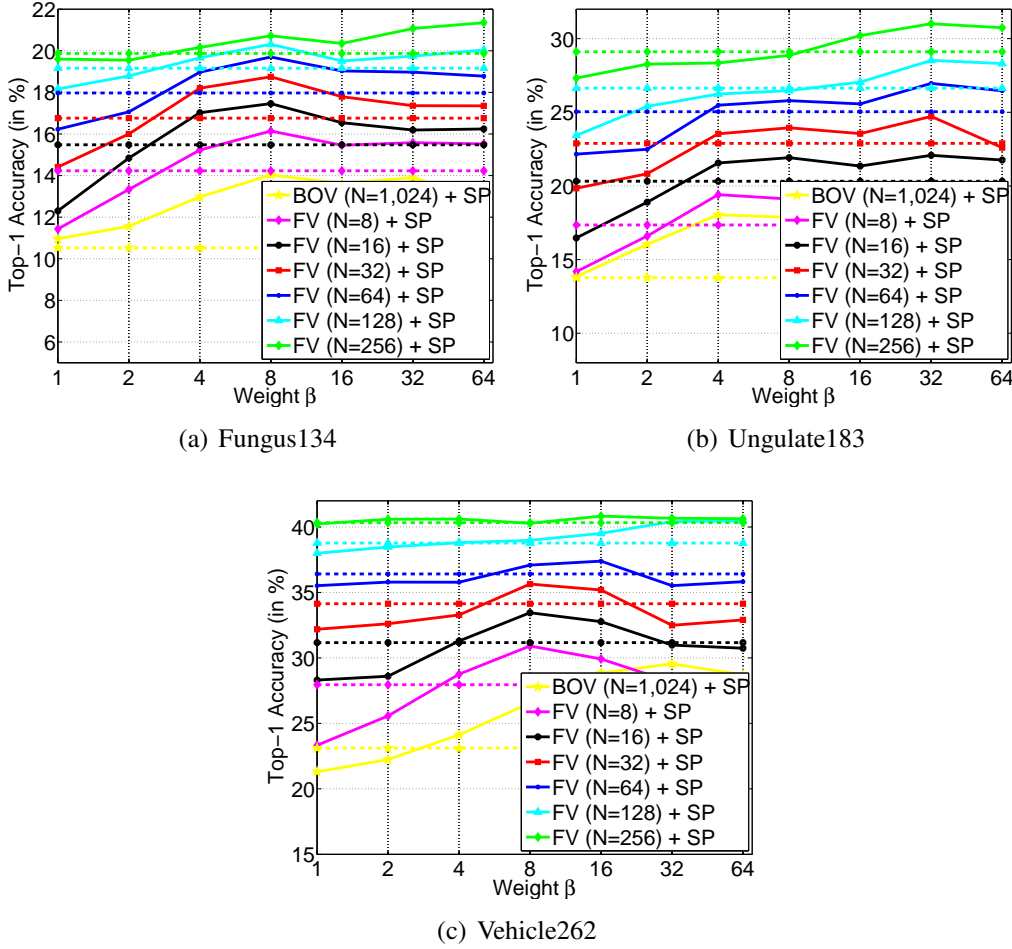 22
20
18
16
14
12
10
8
6
Top−1 Accuracy (in %)
BOV (N=1,024) + SP
FV (N=8) + SP
FV (N=16) + SP
FV (N=32) + SP
FV (N=64) + SP
FV (N=128) + SP
FV (N=256) + SP
1 2 4 8 16 32 64
Weight β
(a) Fungus134
30
25
20
15
10
Top−1 Accuracy (in %)
BOV (N=1,024) + SP
FV (N=8) + SP
FV (N=16) + SP
FV (N=32) + SP
FV (N=64) + SP
FV (N=128) + SP
FV (N=256) + SP
1 2 4 8 16 32 64
Weight β
(b) Ungulate183
40
35
30
25
20
15
Top−1 Accuracy (in %)
BOV (N=1,024) + SP
FV (N=8) + SP
FV (N=16) + SP
FV (N=32) + SP
FV (N=64) + SP
FV (N=128) + SP
FV (N=256) + SP
1 2 4 8 16 32 64
Weight β
(c) Vehicle262